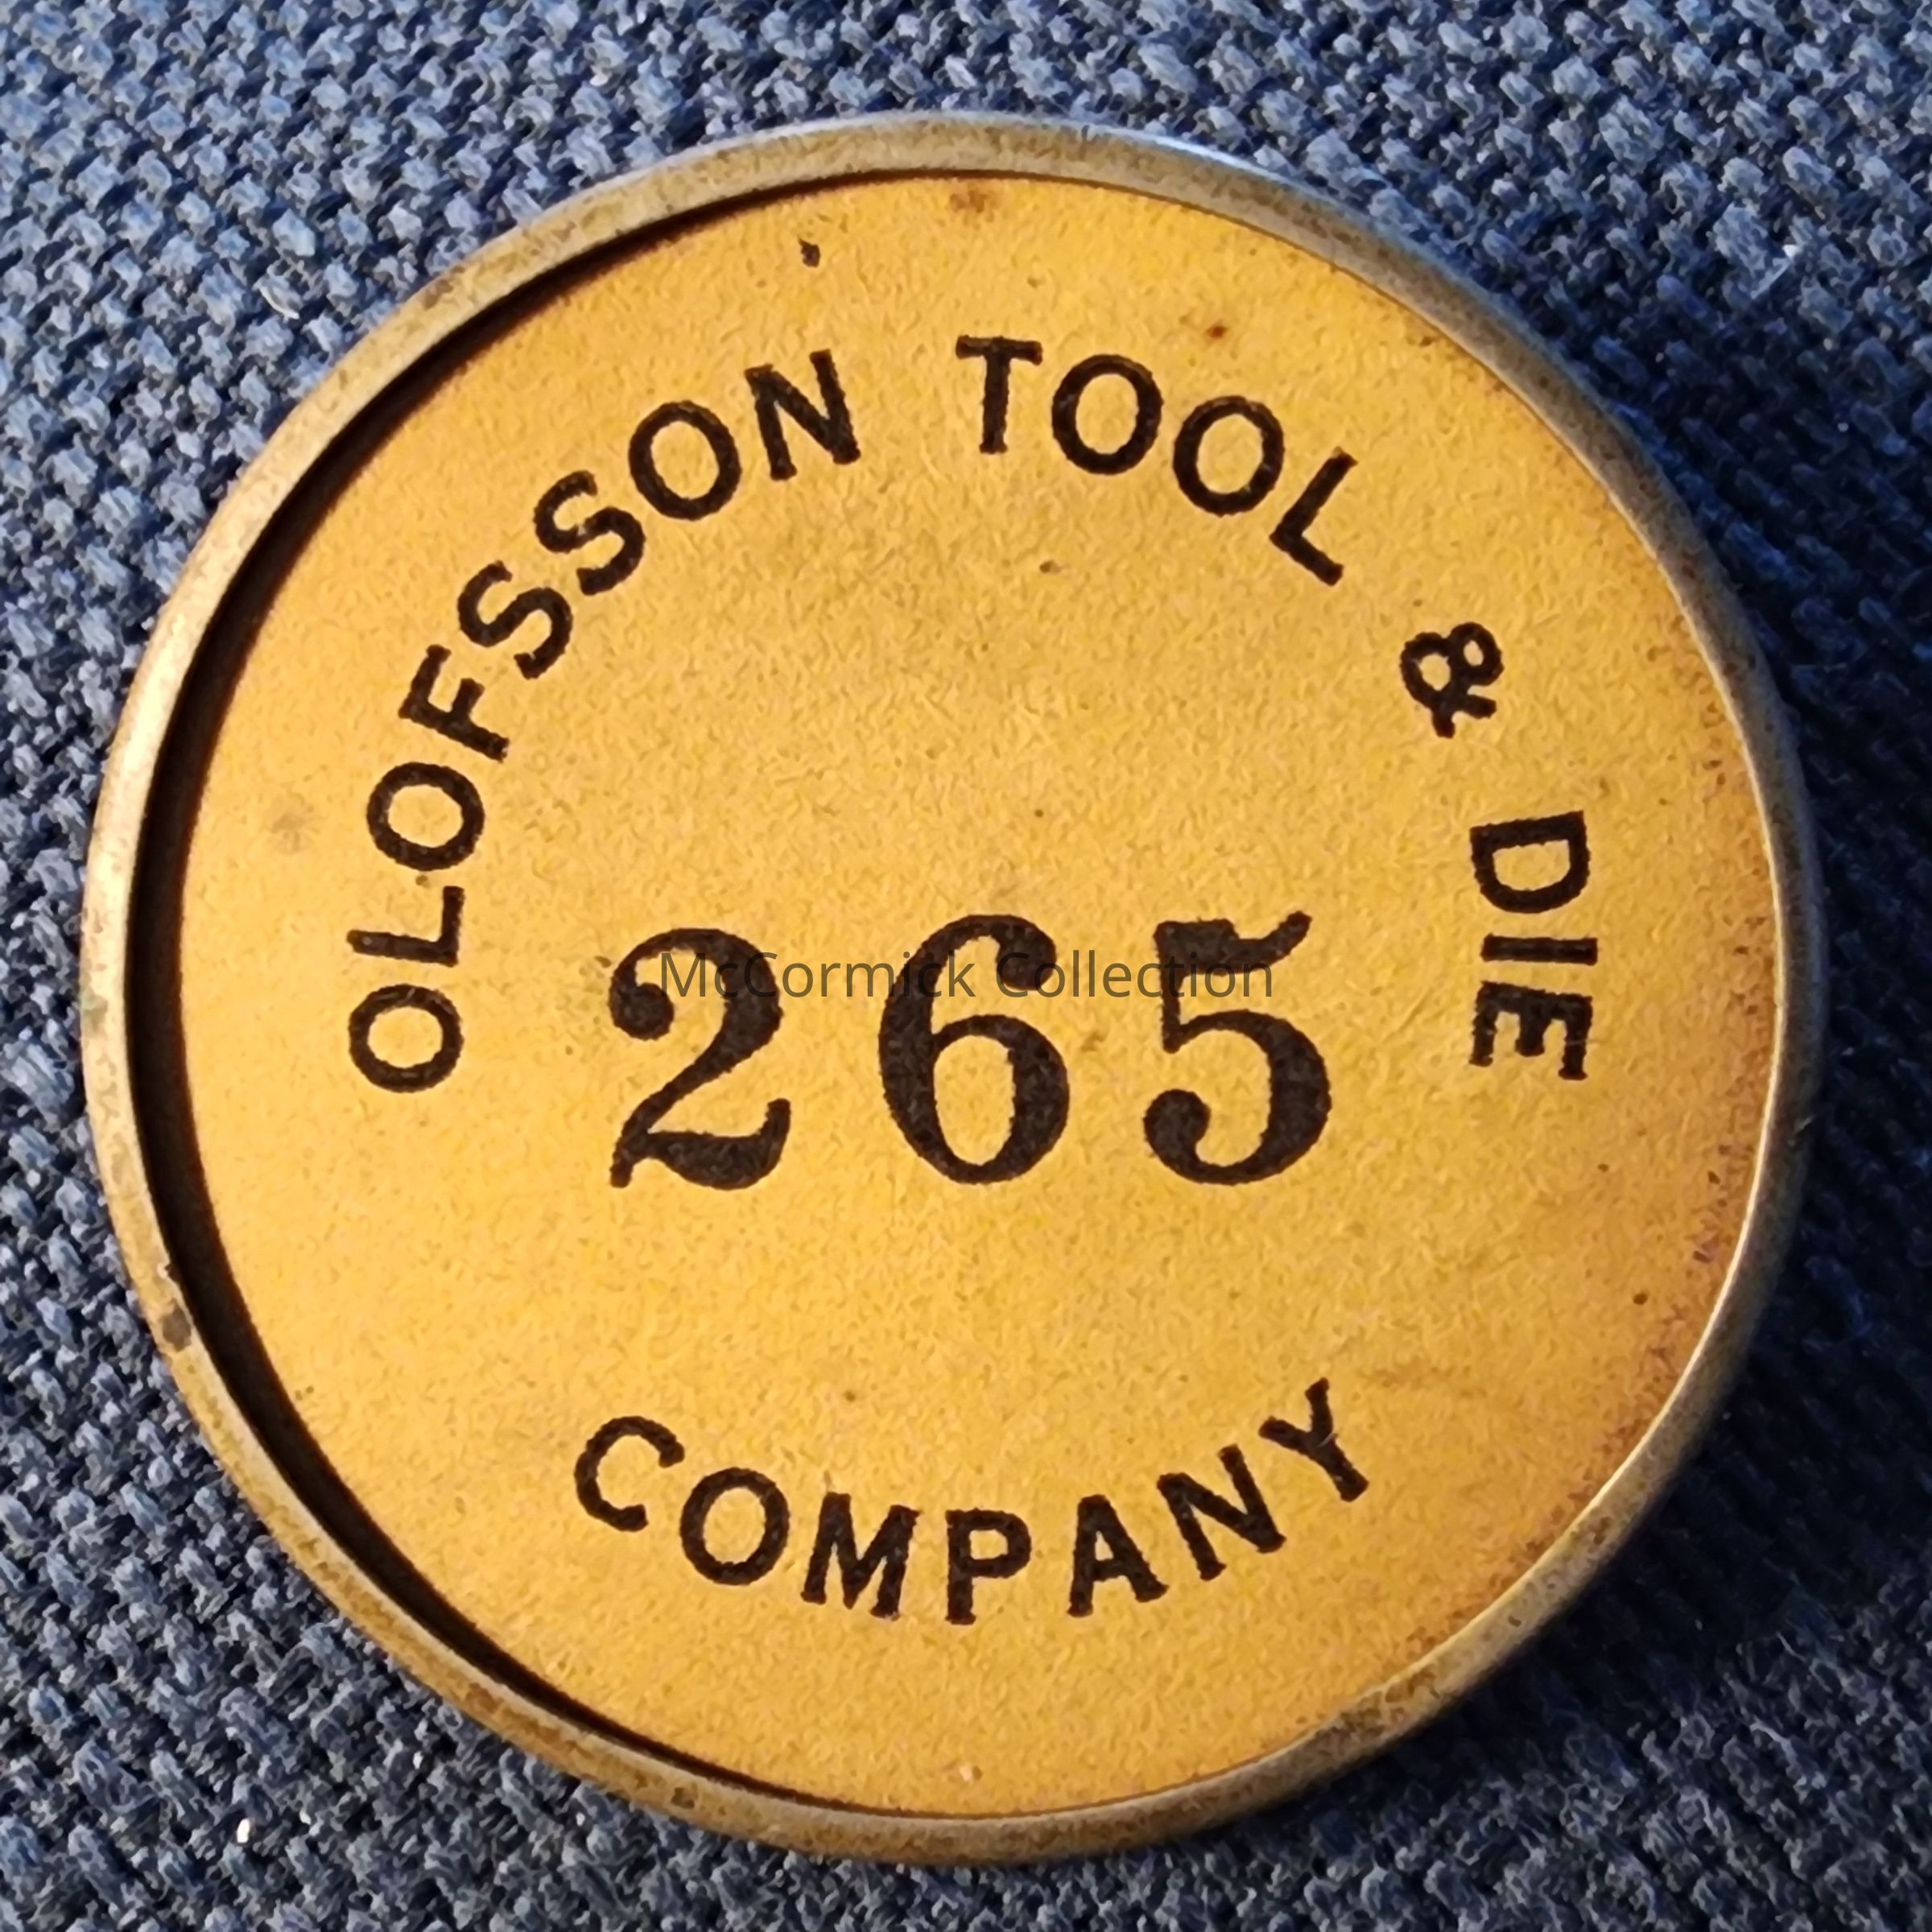 OLOFSSON TOOL & DIE
265
McCormick Collection
COMPANY